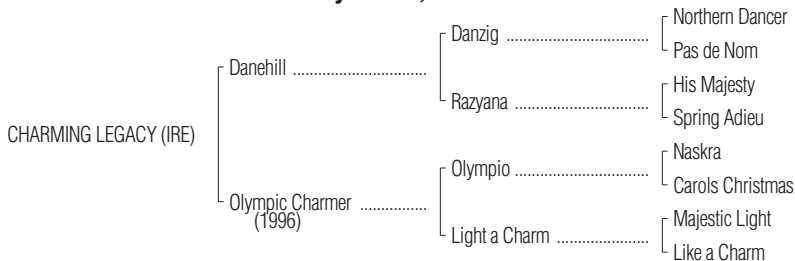 Northern Dancer
Danzig ................................
Pas de Nom
Danehill ................................
His Majesty
Razyana ................................
Spring Adieu
CHARMING LEGACY (IRE)
Naskra
Olympio ................................
Carols Christmas
Olympic Charmer ................
(1996)
Majestic Light
Light a Charm ......................
Like a Charm